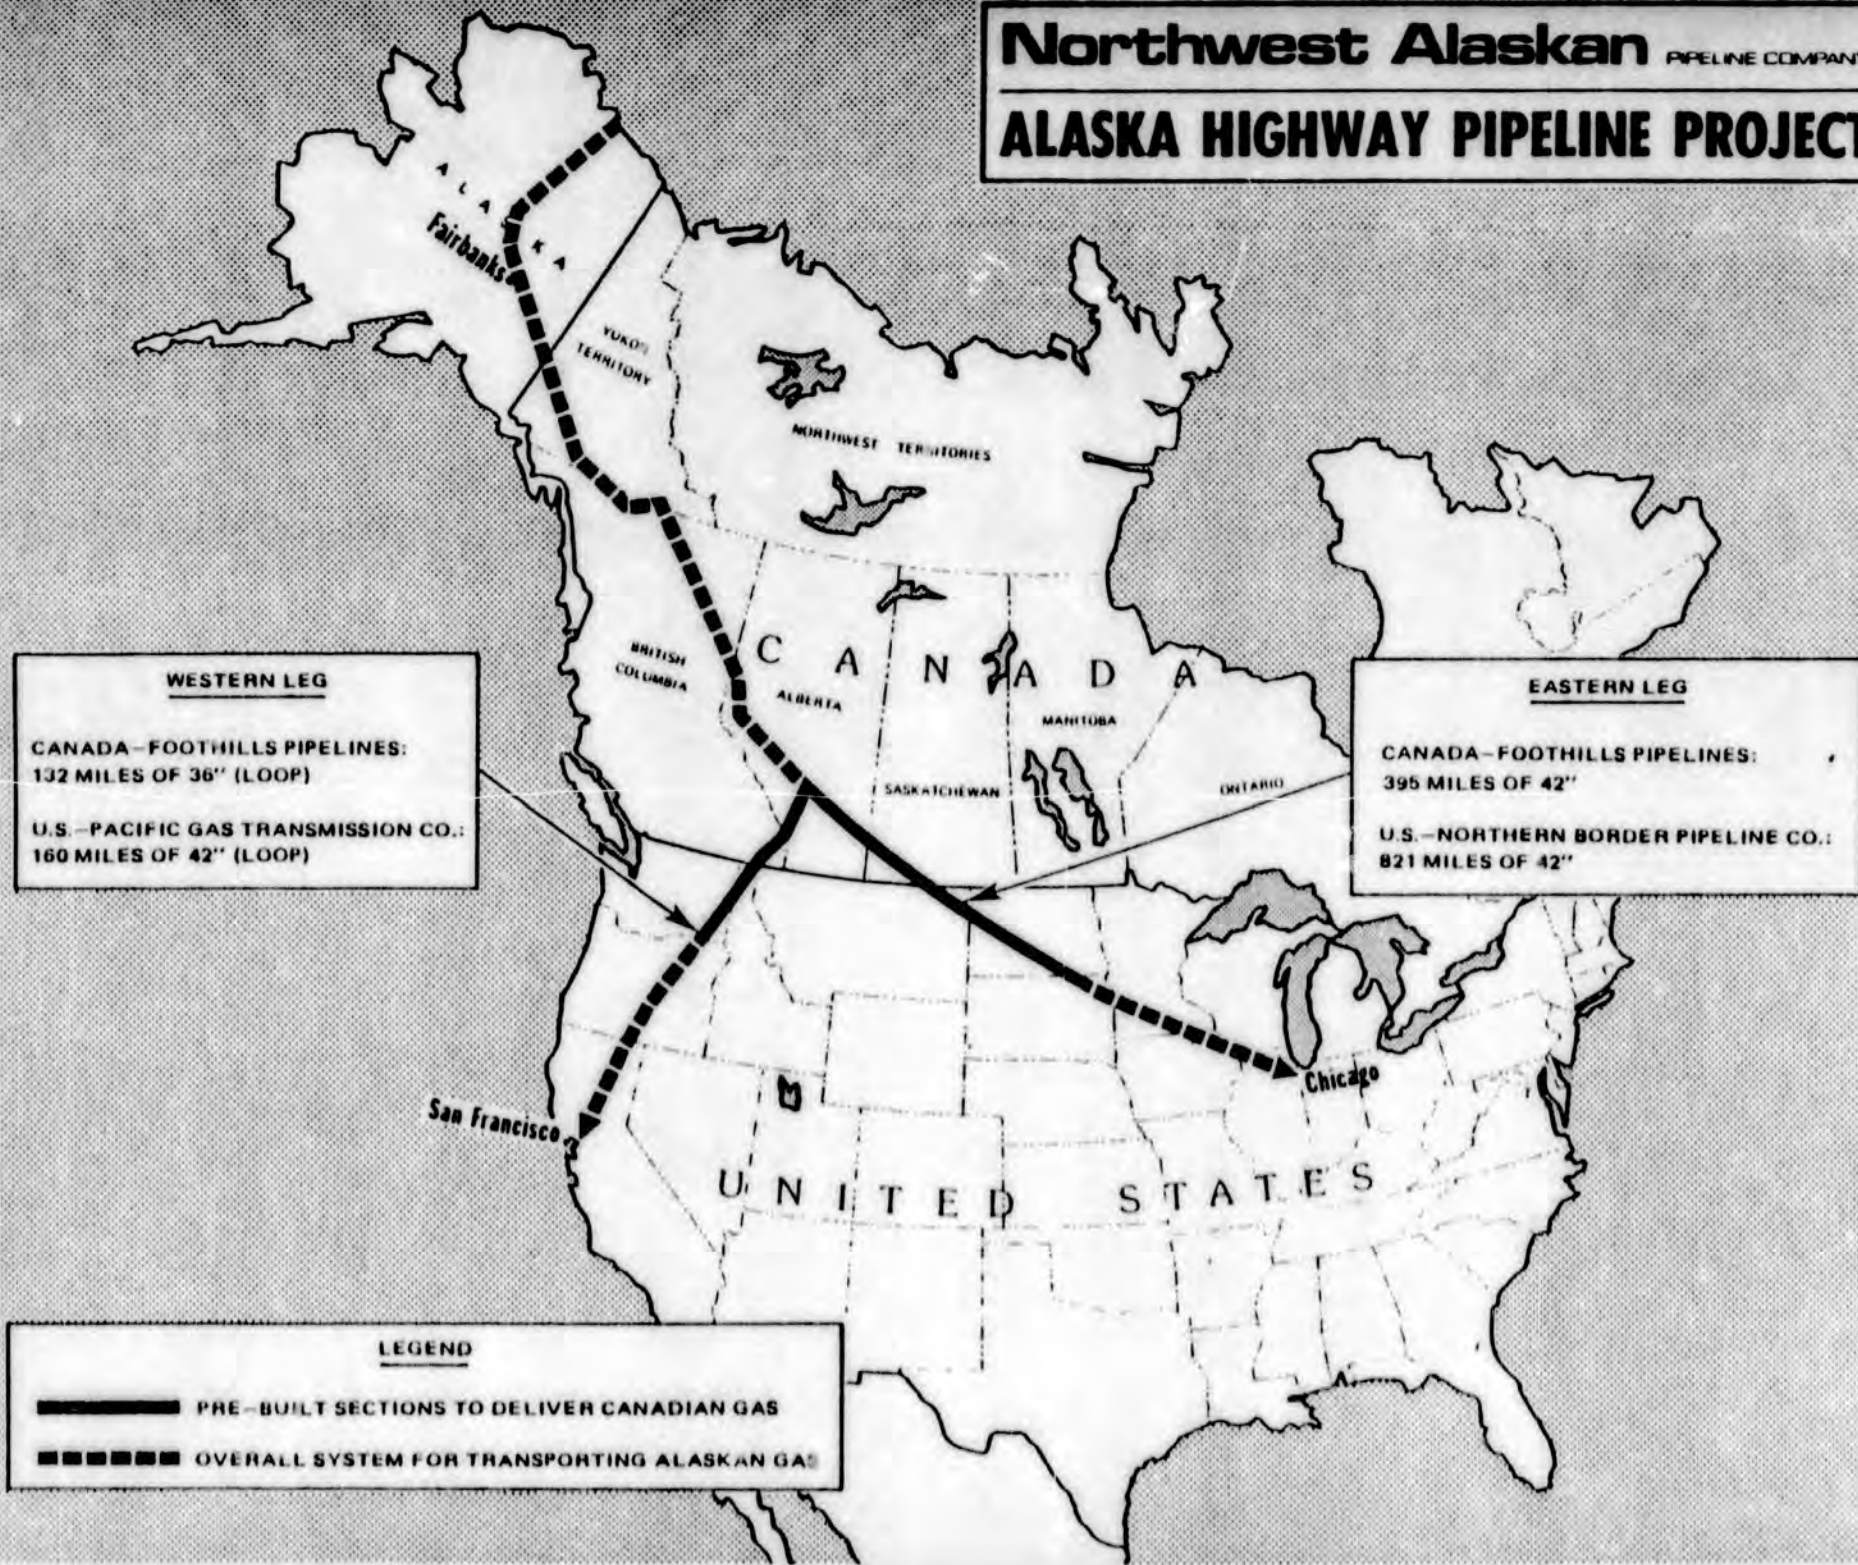 Northwest Alaskan PIPELINE COMPANY
ALASKA HIGHWAY PIPELINE PROJECT
ALASKA
Fairbanks
YUKON
TERRITORY
NORTHWEST TERRITORIES
BRITISH
COLUMBIA
CANADA
ALBERTA
MANITOBA
SASKATCHEWAN
ONTARIO
WESTERN LEG
CANADA-FOOTHILLS PIPELINES:
132 MILES OF 36" (LOOP)
U.S.-PACIFIC GAS TRANSMISSION CO.:
160 MILES OF 42" (LOOP)
EASTERN LEG
CANADA-FOOTHILLS PIPELINES:
395 MILES OF 42"
U.S.-NORTHERN BORDER PIPELINE CO.:
821 MILES OF 42"
Chicago
San Francisco
UNITED STATES
LEGEND
PRE-BUILT SECTIONS TO DELIVER CANADIAN GAS
OVERALL SYSTEM FOR TRANSPORTING ALASKAN GAS